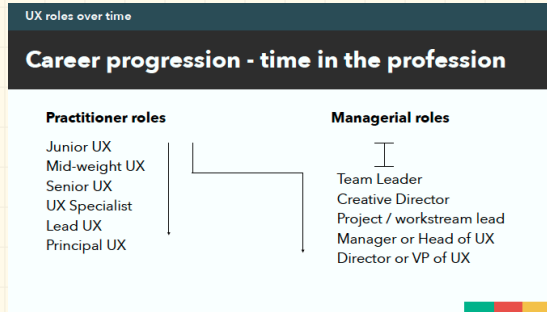 UX roles over time
Career progression - time in the profession
Practitioner roles
Junior UX
Mid-weight UX
Senior UX
UX Specialist
Lead UX
Principal UX
Managerial roles
Team Leader
Creative Director
Project / workstream lead
Manager or Head of UX
Director or VP of UX